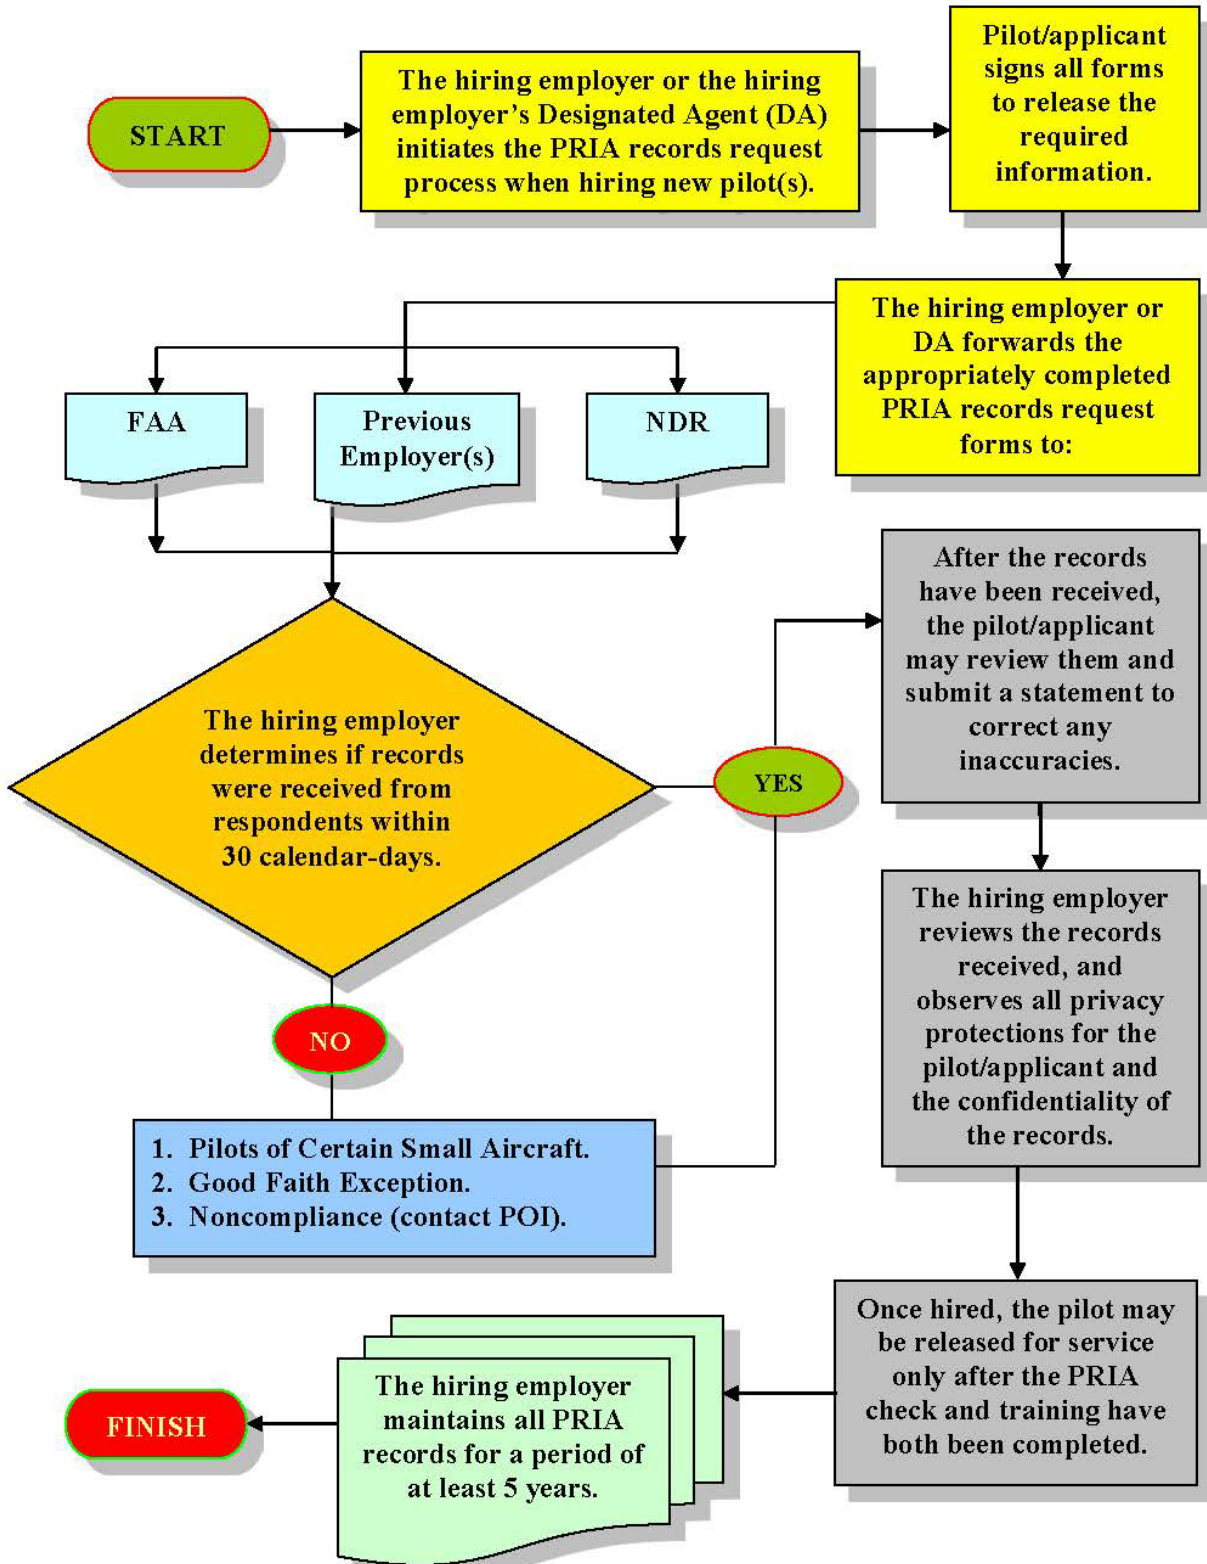 START
The hiring employer or the hiring
employer's Designated Agent (DA)
initiates the PRIA records request
process when hiring new pilot(s).
Pilot/applicant
signs all forms
to release the
required
information.
The hiring employer or
DA forwards the
appropriately completed
PRIA records request
forms to:
FAA
Previous
Employer(s)
NDR
The hiring employer
determines if records
were received from
respondents within
30 calendar-days.
YES
NO
1. Pilots of Certain Small Aircraft.
2. Good Faith Exception.
3. Noncompliance (contact POI).
After the records
have been received,
the pilot/applicant
may review them and
submit a statement to
correct any
inaccuracies.
The hiring employer
reviews the records
received, and
observes all privacy
protections for the
pilot/applicant and
the confidentiality of
the records.
Once hired, the pilot may
be released for service
only after the PRIA
check and training have
both been completed.
The hiring employer
maintains all PRIA
records for a period of
at least 5 years.
FINISH